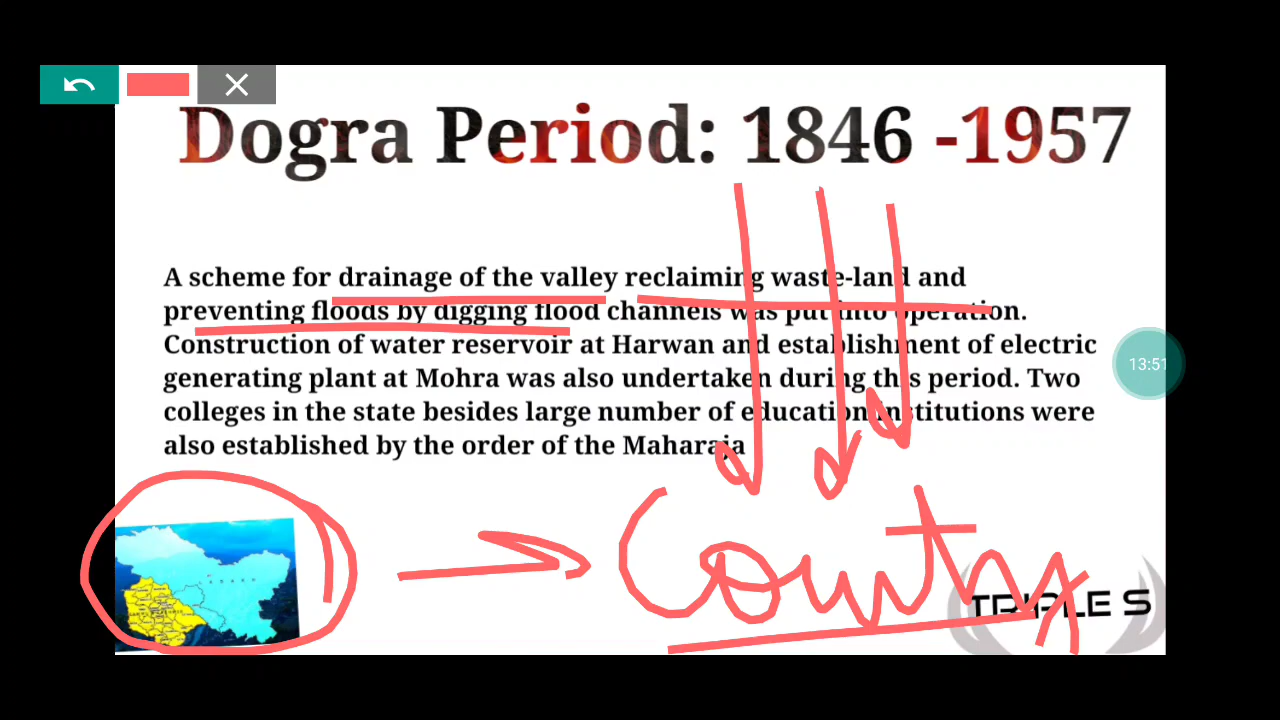 Dogra Period: 1846 -1957
A scheme for drainage of the valley reclaiming waste-land and
preventing floods by digging flood channels was put into operation.
Construction of water reservoir at Harwan and establishment of electric
generating plant at Mohra was also undertaken during this period. Two
colleges in the state besides large number of education institutions were
also established by the order of the Maharaja
13:51
TRIPLE S